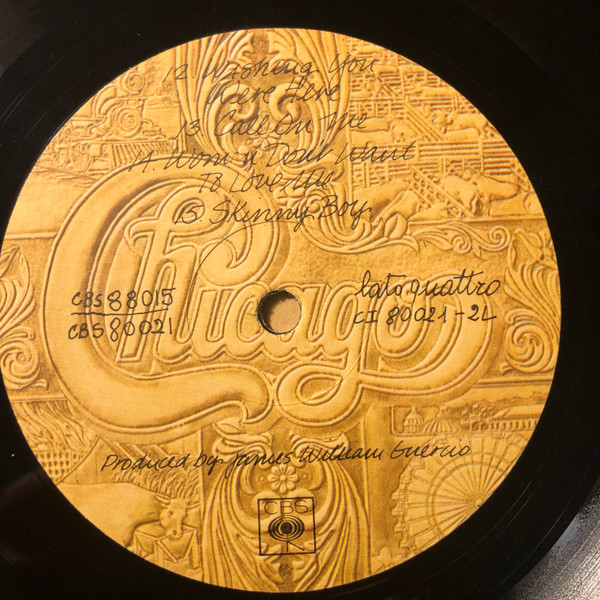 12. Wishing You
Were Here
13 Call On Me
14. Woman Don't Want
To Love Me
15. Skinny Boy
Chicago
CBS 88015
CBS 80021
lato quattro
CI 80021-2L
Produced by James William Guercio
CBS